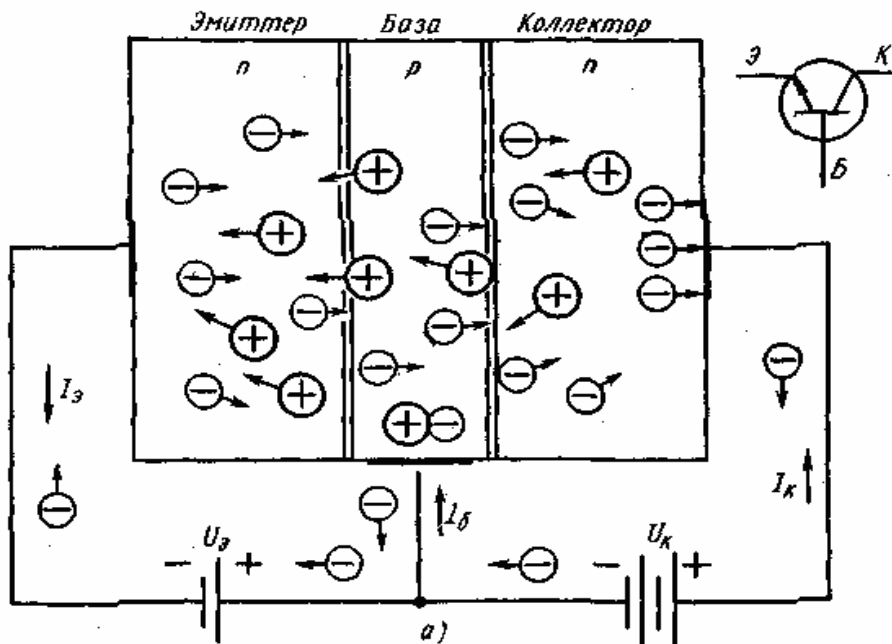 Эмиттер База Коллектор
n p n
Э К
Б
Iэ
Iб
Iк
Uэ
− +
Uк
− +
а)